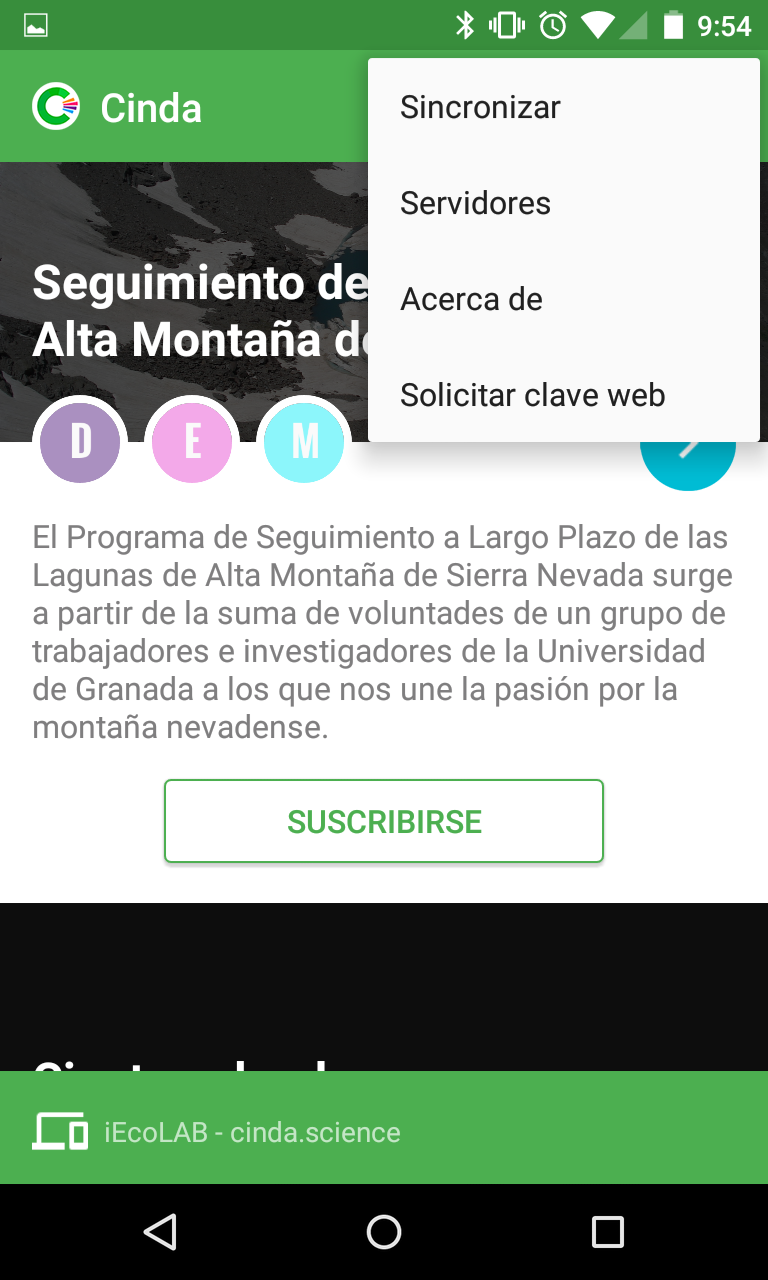 9:54
Cinda
Sincronizar
Servidores
Acerca de
Solicitar clave web
Seguimiento de
Alta Montaña
D E M
El Programa de Seguimiento a Largo Plazo de las
Lagunas de Alta Montaña de Sierra Nevada surge
a partir de la suma de voluntades de un grupo de
trabajadores e investigadores de la Universidad
de Granada a los que nos une la pasión por la
montaña nevadense.
SUSCRIBIRSE
iEcoLAB - cinda.science